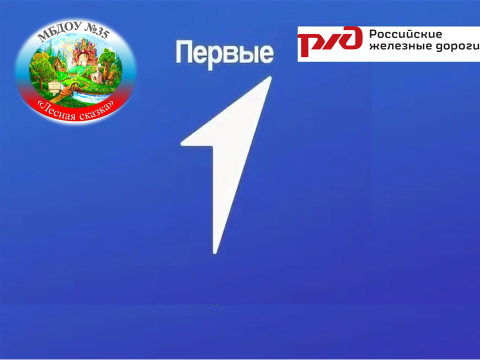 МБДОУ №35
«Лесная сказка»
Первые
РЖД Российские
железные дороги